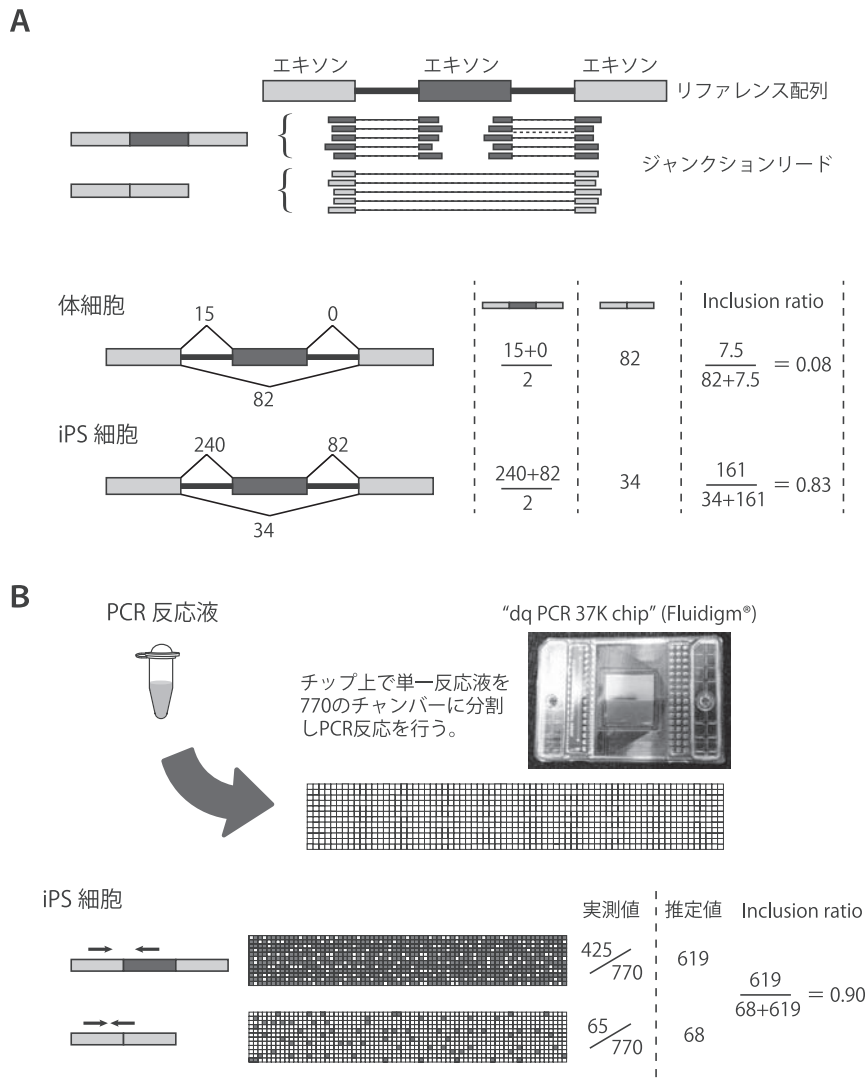 A
エキソン エキソン エキソン
リファレンス配列
ジャンクションリード
体細胞
15 0
82
Inclusion ratio
15+0
2
82
7.5
82+7.5
= 0.08
iPS 細胞
240 82
34
240+82
2
34
161
34+161
= 0.83
B
PCR 反応液
“dq PCR 37K chip” (Fluidigm®)
チップ上で単一反応液を
770のチャンバーに分割
しPCR反応を行う。
iPS 細胞
実測値 推定値 Inclusion ratio
425/770 619
65/770 68
619
68+619
= 0.90